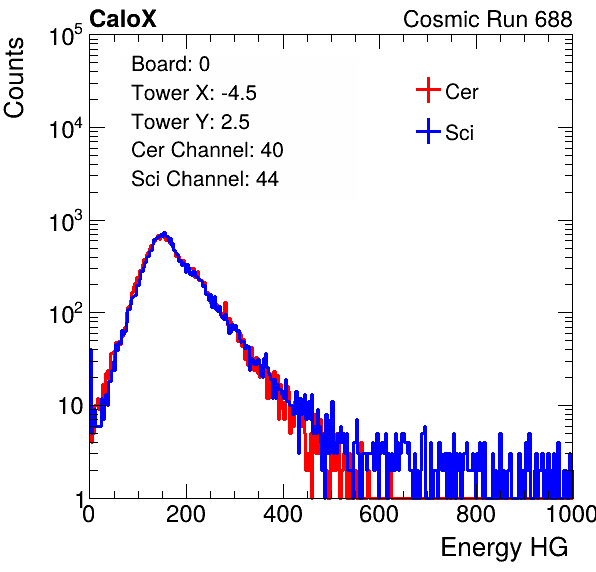 CaloX Cosmic Run 688
Counts
Board: 0
Tower X: -4.5
Tower Y: 2.5
Cer Channel: 40
Sci Channel: 44
Cer
Sci
10^5
10^4
10^3
10^2
10
1
0 200 400 600 800 1000
Energy HG